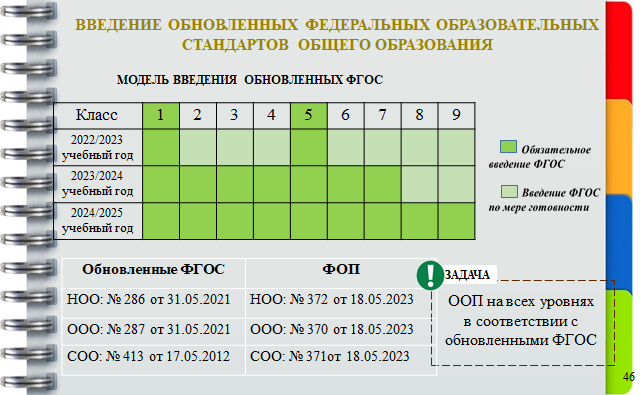 ВВЕДЕНИЕ ОБНОВЛЕННЫХ ФЕДЕРАЛЬНЫХ ОБРАЗОВАТЕЛЬНЫХ
СТАНДАРТОВ ОБЩЕГО ОБРАЗОВАНИЯ
МОДЕЛЬ ВВЕДЕНИЯ ОБНОВЛЕННЫХ ФГОС
Класс 1 2 3 4 5 6 7 8 9
2022/2023
учебный год
2023/2024
учебный год
2024/2025
учебный год
Обязательное
введение ФГОС
Введение ФГОС
по мере готовности
Обновленные ФГОС ФОП
НОО: № 286 от 31.05.2021 НОО: № 372 от 18.05.2023
ООО: № 287 от 31.05.2021 ООО: № 370 от 18.05.2023
СОО: № 413 от 17.05.2012 СОО: № 371от 18.05.2023
ЗАДАЧА
ООП на всех уровнях
в соответствии с
обновленными ФГОС
46